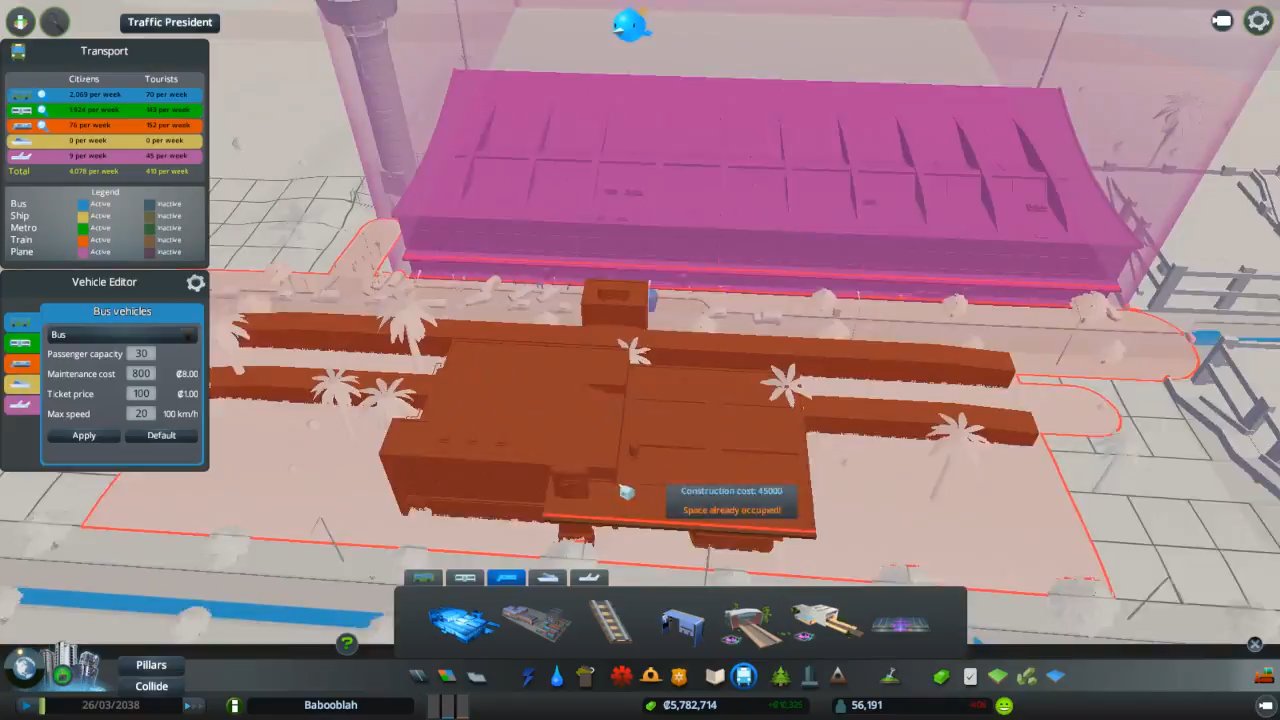 Traffic President
Transport
Citizens Tourists
2,069 per week 70 per week
1,924 per week 143 per week
76 per week 152 per week
0 per week 0 per week
9 per week 45 per week
Total 4,078 per week 410 per week
Legend
Bus Active Inactive
Ship Active Inactive
Metro Active Inactive
Train Active Inactive
Plane Active Inactive
Vehicle Editor
Bus vehicles
Bus
Passenger capacity 30
Maintenance cost 800 ₡8.00
Ticket price 100 ₡1.00
Max speed 20 100 km/h
Apply Default
Construction cost: 45000
Space already occupied!
?
Pillars
Collide
26/03/2038
Babooblah
₡5,782,714
56,191